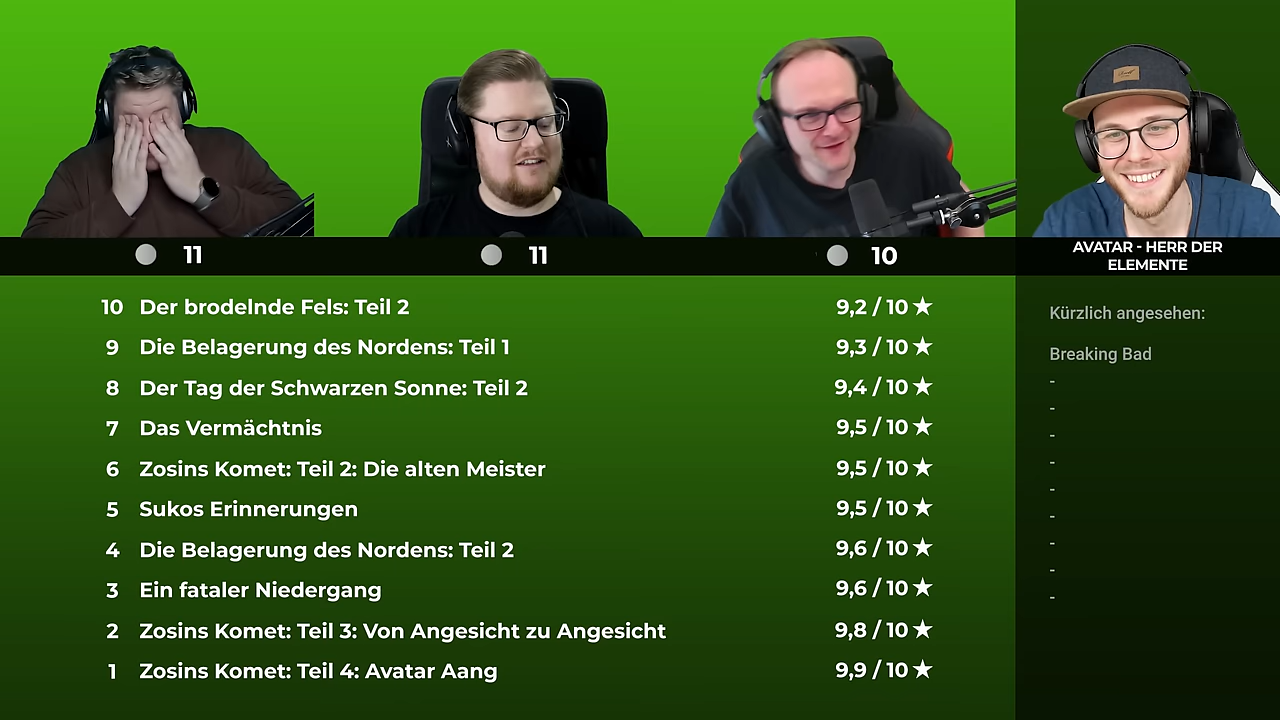 11
11
10
AVATAR - HERR DER
ELEMENTE
10 Der brodelnde Fels: Teil 2 9,2 / 10 ★
9 Die Belagerung des Nordens: Teil 1 9,3 / 10 ★
8 Der Tag der Schwarzen Sonne: Teil 2 9,4 / 10 ★
7 Das Vermächtnis 9,5 / 10 ★
6 Zosins Komet: Teil 2: Die alten Meister 9,5 / 10 ★
5 Sukos Erinnerungen 9,5 / 10 ★
4 Die Belagerung des Nordens: Teil 2 9,6 / 10 ★
3 Ein fataler Niedergang 9,6 / 10 ★
2 Zosins Komet: Teil 3: Von Angesicht zu Angesicht 9,8 / 10 ★
1 Zosins Komet: Teil 4: Avatar Aang 9,9 / 10 ★
Kürzlich angesehen:
Breaking Bad
-
-
-
-
-
-
-
-
-